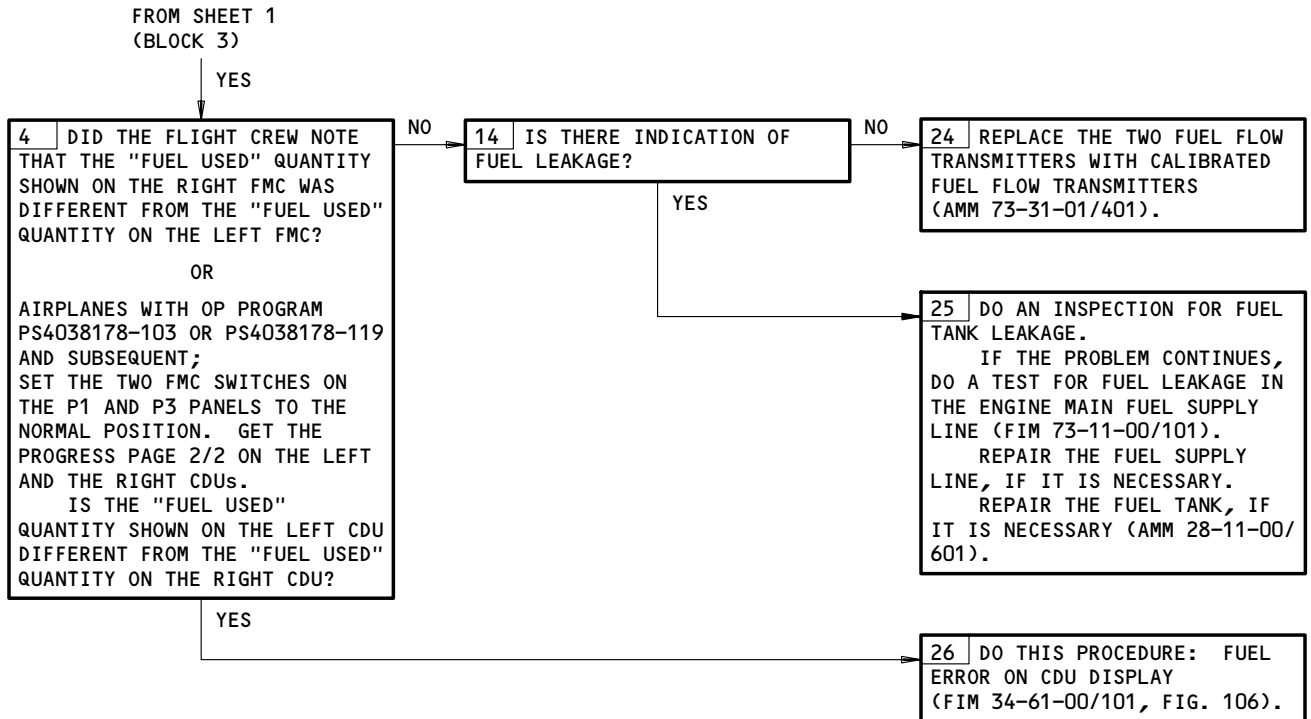 FROM SHEET 1
(BLOCK 3)
YES
4 DID THE FLIGHT CREW NOTE
THAT THE "FUEL USED" QUANTITY
SHOWN ON THE RIGHT FMC WAS
DIFFERENT FROM THE "FUEL USED"
QUANTITY ON THE LEFT FMC?
OR
AIRPLANES WITH OP PROGRAM
PS4038178-103 OR PS4038178-119
AND SUBSEQUENT;
SET THE TWO FMC SWITCHES ON
THE P1 AND P3 PANELS TO THE
NORMAL POSITION. GET THE
PROGRESS PAGE 2/2 ON THE LEFT
AND THE RIGHT CDUs.
IS THE "FUEL USED"
QUANTITY SHOWN ON THE LEFT CDU
DIFFERENT FROM THE "FUEL USED"
QUANTITY ON THE RIGHT CDU?
NO
14 IS THERE INDICATION OF
FUEL LEAKAGE?
NO
24 REPLACE THE TWO FUEL FLOW
TRANSMITTERS WITH CALIBRATED
FUEL FLOW TRANSMITTERS
(AMM 73-31-01/401).
YES
25 DO AN INSPECTION FOR FUEL
TANK LEAKAGE.
IF THE PROBLEM CONTINUES,
DO A TEST FOR FUEL LEAKAGE IN
THE ENGINE MAIN FUEL SUPPLY
LINE (FIM 73-11-00/101).
REPAIR THE FUEL SUPPLY
LINE, IF IT IS NECESSARY.
REPAIR THE FUEL TANK, IF
IT IS NECESSARY (AMM 28-11-00/
601).
YES
26 DO THIS PROCEDURE: FUEL
ERROR ON CDU DISPLAY
(FIM 34-61-00/101, FIG. 106).